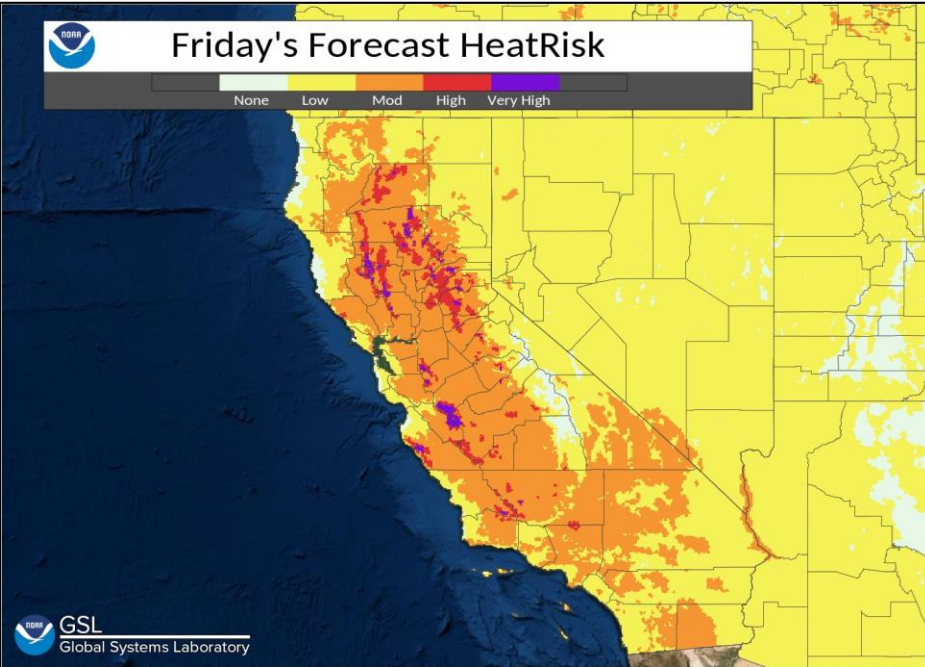 NOAA
Friday's Forecast HeatRisk
None Low Mod High Very High
NOAA
GSL
Global Systems Laboratory